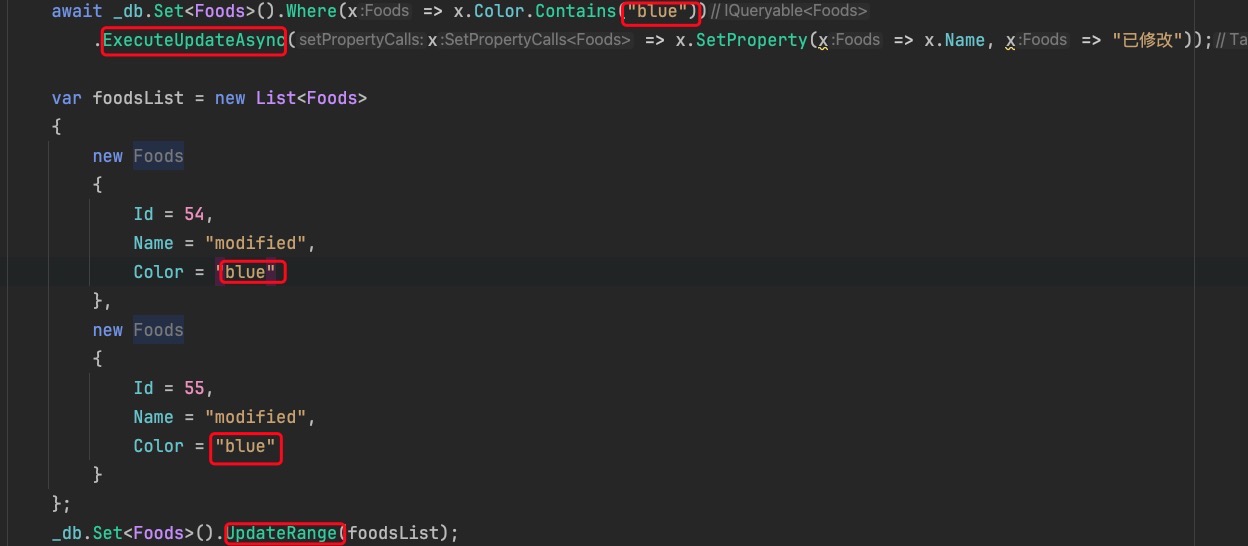 await _db.Set<Foods>().Where(x:Foods => x.Color.Contains("blue"))//IQueryable<Foods>
.ExecuteUpdateAsync(setPropertyCalls:x:SetPropertyCalls<Foods> => x.SetProperty(x:Foods => x.Name, x:Foods => "已修改"));//Ta
var foodsList = new List<Foods>
{
new Foods
{
Id = 54,
Name = "modified",
Color = "blue"
},
new Foods
{
Id = 55,
Name = "modified",
Color = "blue"
}
};
_db.Set<Foods>().UpdateRange(foodsList);